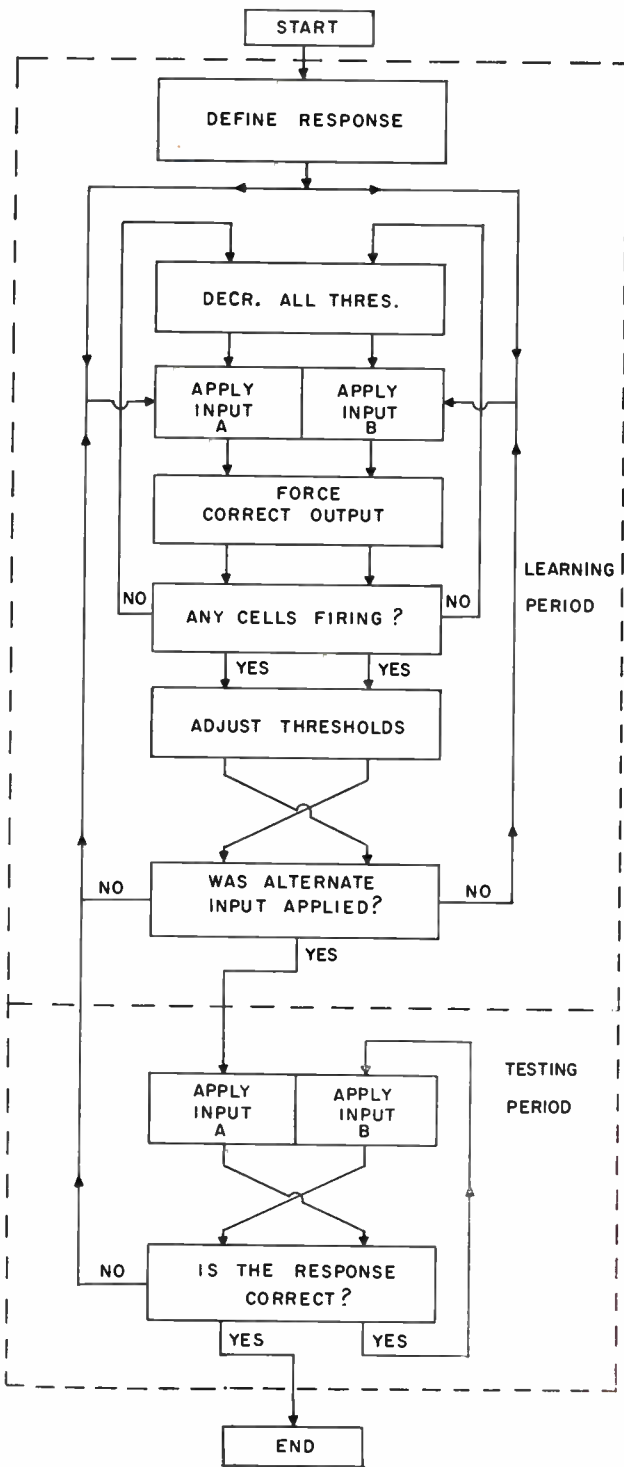 START
DEFINE RESPONSE
DECR. ALL THRES.
APPLY
INPUT
A
APPLY
INPUT
B
FORCE
CORRECT OUTPUT
LEARNING
PERIOD
NO
ANY CELLS FIRING?
NO
YES
YES
ADJUST THRESHOLDS
NO
WAS ALTERNATE
INPUT APPLIED?
NO
YES
TESTING
PERIOD
APPLY
INPUT
A
APPLY
INPUT
B
NO
IS THE RESPONSE
CORRECT?
YES
YES
END